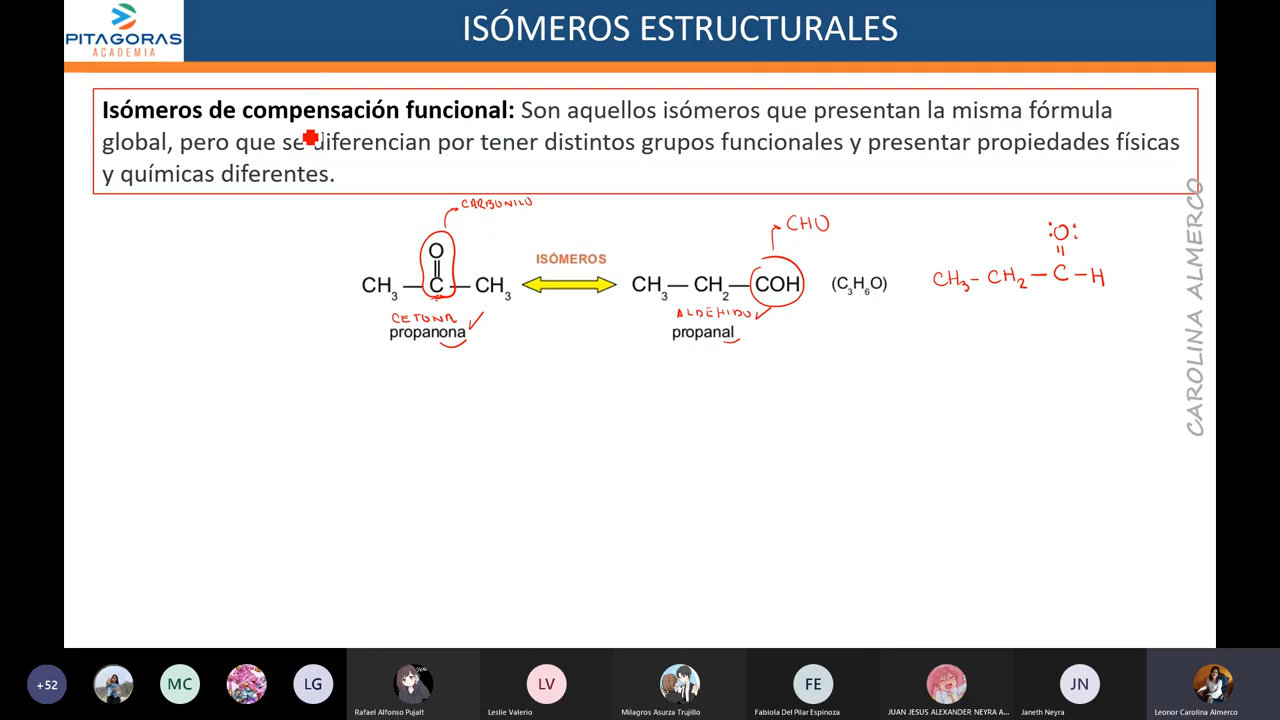 PITAGORAS
ACADEMIA
ISÓMEROS ESTRUCTURALES
Isómeros de compensación funcional: Son aquellos isómeros que presentan la misma fórmula
global, pero que se diferencian por tener distintos grupos funcionales y presentar propiedades físicas
y químicas diferentes.
CARBONILO
CHO
O
:O:
ISÓMEROS
CH3 — C — CH3
CH3 — CH2 — COH (C3H6O)
CH3 - CH2 - C - H
CETONA
ALDEHIDO
propanona
propanal
CAROLINA ALMERCO
+52
MC
LG
LV
FE
JN
Rafael Alfonso Pujalt
Leslie Valerio
Milagros Asurza Trujillo
Fabiola Del Pilar Espinoza
JUAN JESUS ALEXANDER NEYRA A...
Janeth Neyra
Leonor Carolina Almerco